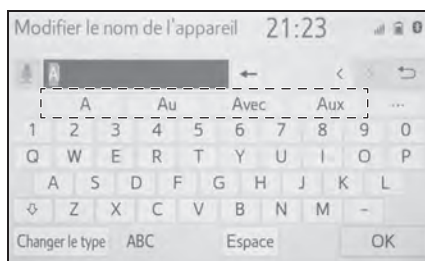 Modifier le nom de l'appareil 21:23 0
A
A Au Avec Aux ...
1 2 3 4 5 6 7 8 9 0
Q W E R T Y U I O P
A S D F G H J K L
Z X C V B N M -
Changer le type ABC Espace OK